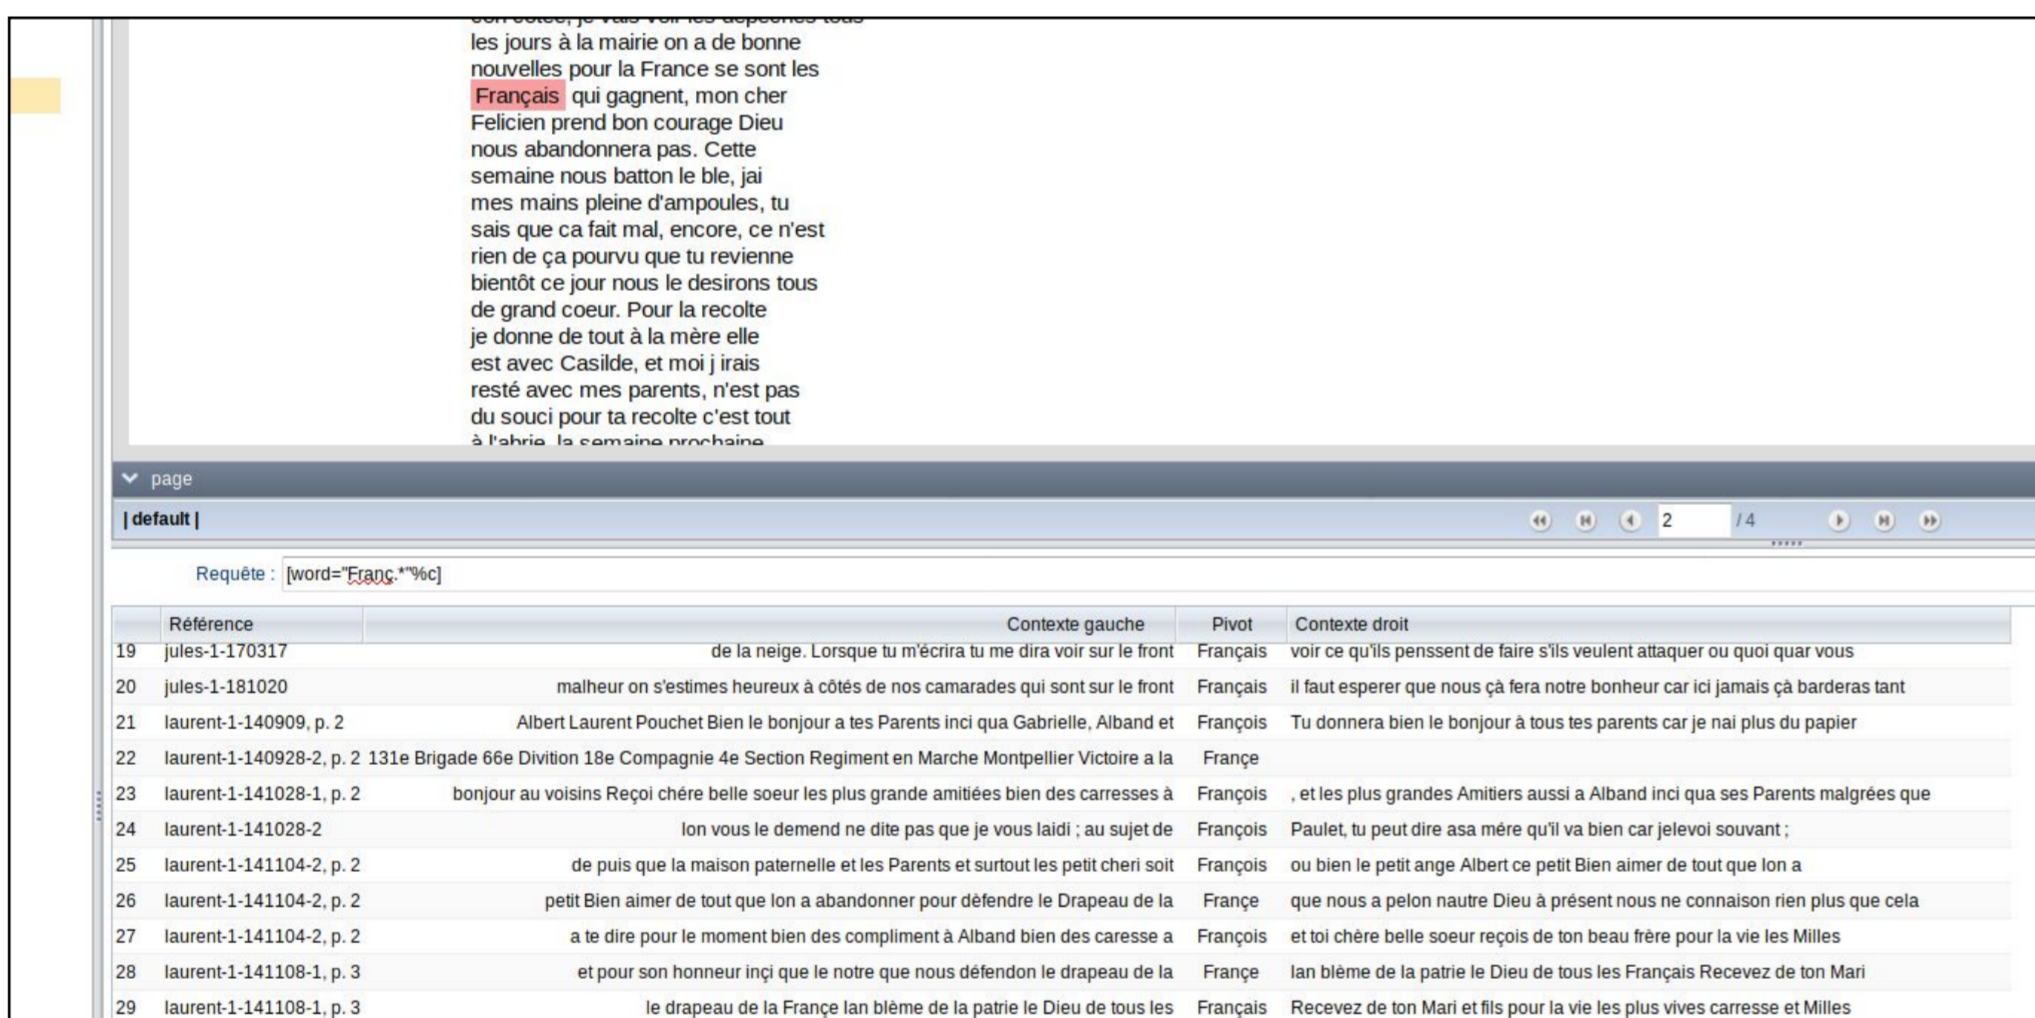 con côtee, je vais voir les depeches tous
les jours à la mairie on a de bonne
nouvelles pour la France se sont les
Français qui gagnent, mon cher
Felicien prend bon courage Dieu
nous abandonnera pas. Cette
semaine nous batton le ble, jai
mes mains pleine d'ampoules, tu
sais que ca fait mal, encore, ce n'est
rien de ça pourvu que tu revienne
bientôt ce jour nous le desirons tous
de grand coeur. Pour la recolte
je donne de tout à la mère elle
est avec Casilde, et moi j irais
resté avec mes parents, n'est pas
du souci pour ta recolte c'est tout
à l'abrie, la semaine prochaine
page
| default | 2 / 4
Requête : [word="Franç.*"%c]
Référence Contexte gauche Pivot Contexte droit
19 jules-1-170317 de la neige. Lorsque tu m'écrira tu me dira voir sur le front Français voir ce qu'ils penssent de faire s'ils veulent attaquer ou quoi quar vous
20 jules-1-181020 malheur on s'estimes heureux à côtés de nos camarades qui sont sur le front Français il faut esperer que nous çà fera notre bonheur car ici jamais çà barderas tant
21 laurent-1-140909, p. 2 Albert Laurent Pouchet Bien le bonjour a tes Parents inci qua Gabrielle, Alband et François Tu donnera bien le bonjour à tous tes parents car je nai plus du papier
22 laurent-1-140928-2, p. 2 131e Brigade 66e Divition 18e Compagnie 4e Section Regiment en Marche Montpellier Victoire a la Françe
23 laurent-1-141028-1, p. 2 bonjour au voisins Reçoi chére belle soeur les plus grande amitiées bien des carresses à François , et les plus grandes Amitiers aussi a Alband inci qua ses Parents malgrées que
24 laurent-1-141028-2 lon vous le demend ne dite pas que je vous laidi ; au sujet de François Paulet, tu peut dire asa mére qu'il va bien car jelevoi souvant ;
25 laurent-1-141104-2, p. 2 de puis que la maison paternelle et les Parents et surtout les petit cheri soit François ou bien le petit ange Albert ce petit Bien aimer de tout que lon a
26 laurent-1-141104-2, p. 2 petit Bien aimer de tout que lon a abandonner pour dèfendre le Drapeau de la Françe que nous a pelon nautre Dieu à présent nous ne connaison rien plus que cela
27 laurent-1-141104-2, p. 2 a te dire pour le moment bien des compliment à Alband bien des caresse a François et toi chère belle soeur reçois de ton beau frère pour la vie les Milles
28 laurent-1-141108-1, p. 3 et pour son honneur inçi que le notre que nous défendon le drapeau de la Françe lan blème de la patrie le Dieu de tous les Français Recevez de ton Mari
29 laurent-1-141108-1, p. 3 le drapeau de la Françe lan blème de la patrie le Dieu de tous les Français Recevez de ton Mari et fils pour la vie les plus vives carresse et Milles